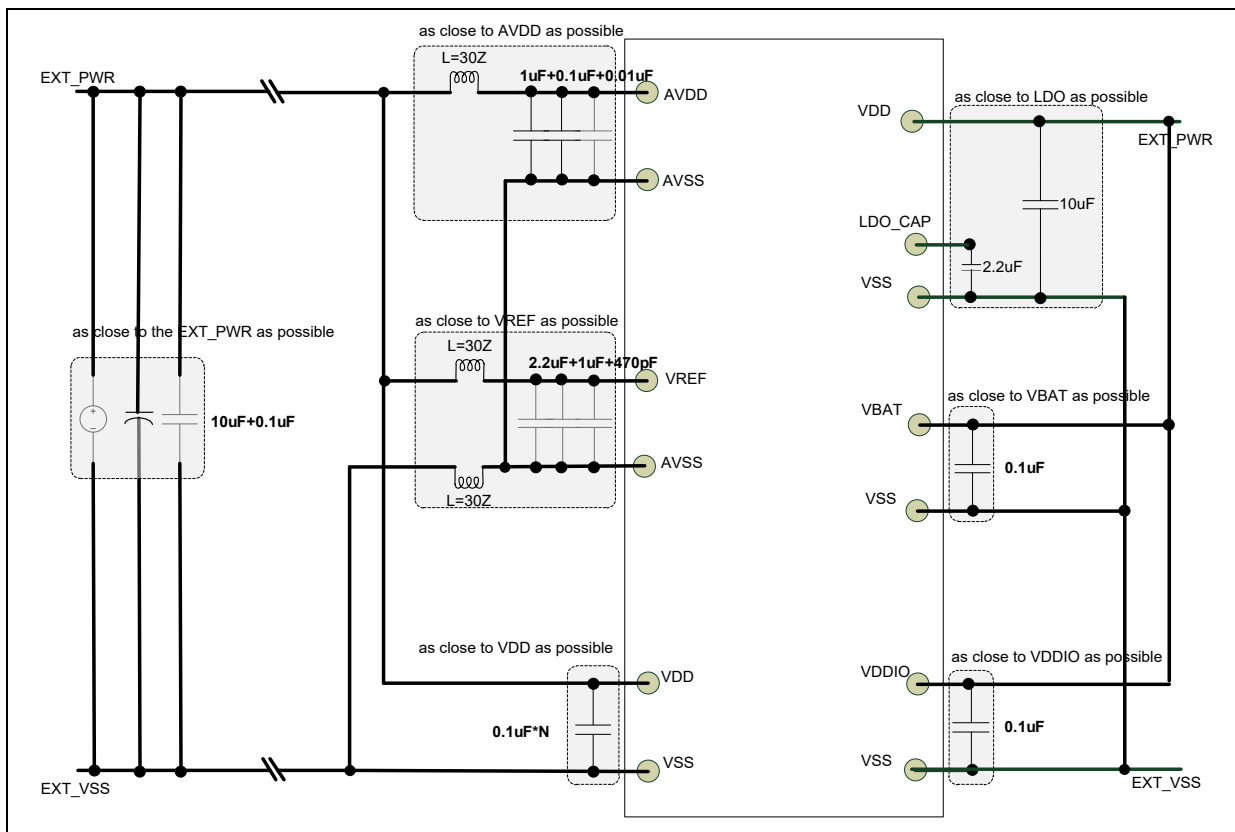 as close to AVDD as possible
L=30Z
EXT_PWR
1uF+0.1uF+0.01uF
AVDD
AVSS
as close to LDO as possible
VDD
EXT_PWR
10uF
LDO_CAP
2.2uF
VSS
as close to the EXT_PWR as possible
10uF+0.1uF
as close to VREF as possible
L=30Z
2.2uF+1uF+470pF
VREF
AVSS
L=30Z
as close to VBAT as possible
VBAT
0.1uF
VSS
as close to VDD as possible
VDD
0.1uF*N
VSS
as close to VDDIO as possible
VDDIO
0.1uF
VSS
EXT_VSS
EXT_VSS